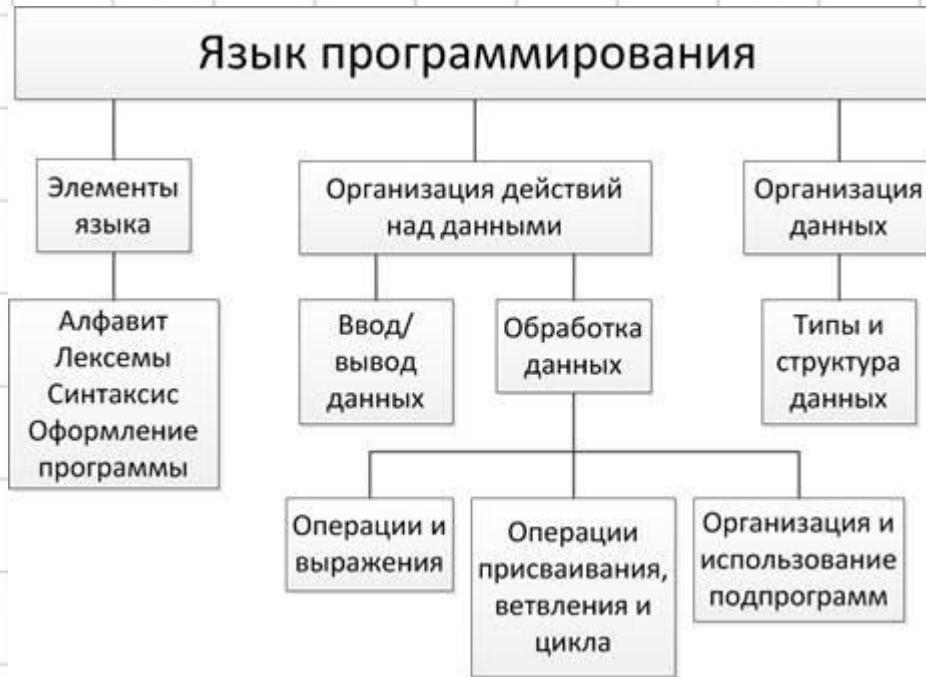 Язык программирования
Элементы
языка
Организация действий
над данными
Организация
данных
Алфавит
Лексемы
Синтаксис
Оформление
программы
Ввод/
вывод
данных
Обработка
данных
Типы и
структура
данных
Операции и
выражения
Операции
присваивания,
ветвления и
цикла
Организация и
использование
подпрограмм